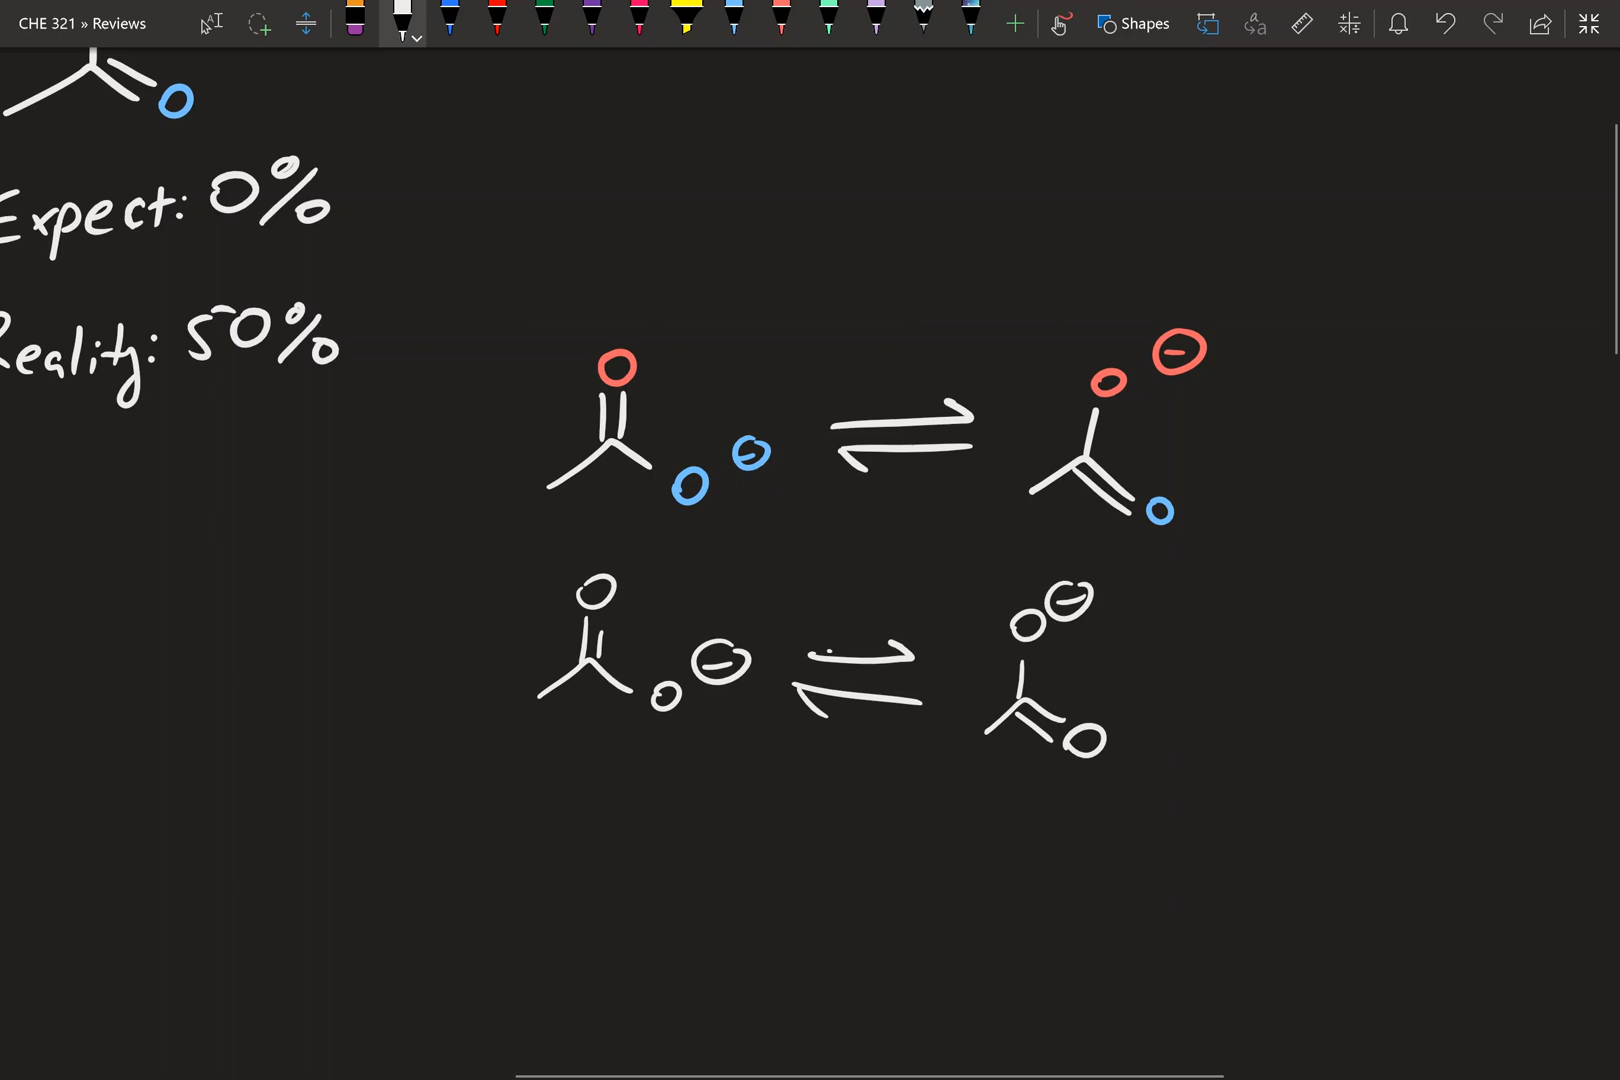 CHE 321 » Reviews
Shapes
O
Expect: 0%
Reality: 50%
O
O ⊖
O ⊖
O
O
O ⊖
O ⊖
O